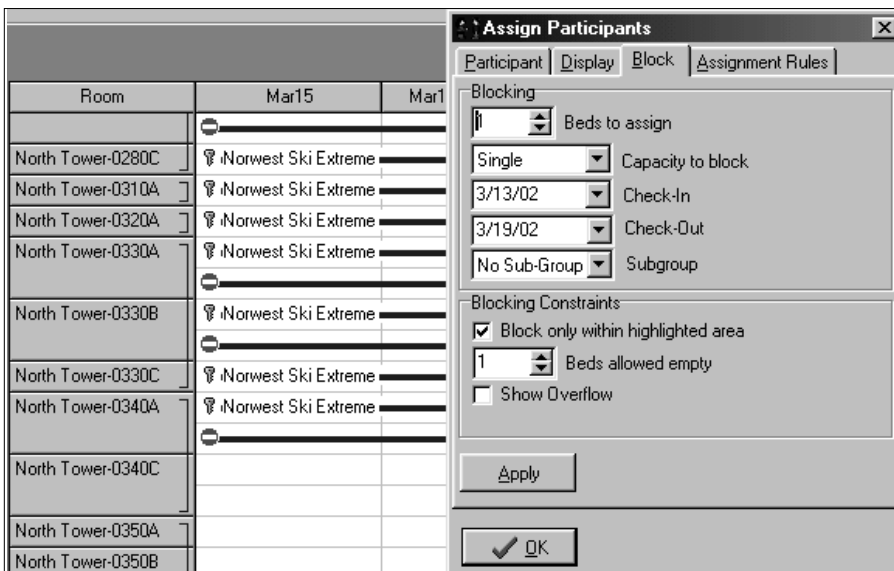 Room Mar15 Mar1
North Tower-0280C Norwest Ski Extreme
North Tower-0310A Norwest Ski Extreme
North Tower-0320A Norwest Ski Extreme
North Tower-0330A Norwest Ski Extreme
North Tower-0330B Norwest Ski Extreme
North Tower-0330C Norwest Ski Extreme
North Tower-0340A Norwest Ski Extreme
North Tower-0340C
North Tower-0350A
North Tower-0350B
Assign Participants
Participant Display Block Assignment Rules
Blocking
1 Beds to assign
Single Capacity to block
3/13/02 Check-In
3/19/02 Check-Out
No Sub-Group Subgroup
Blocking Constraints
Block only within highlighted area
1 Beds allowed empty
Show Overflow
Apply
OK